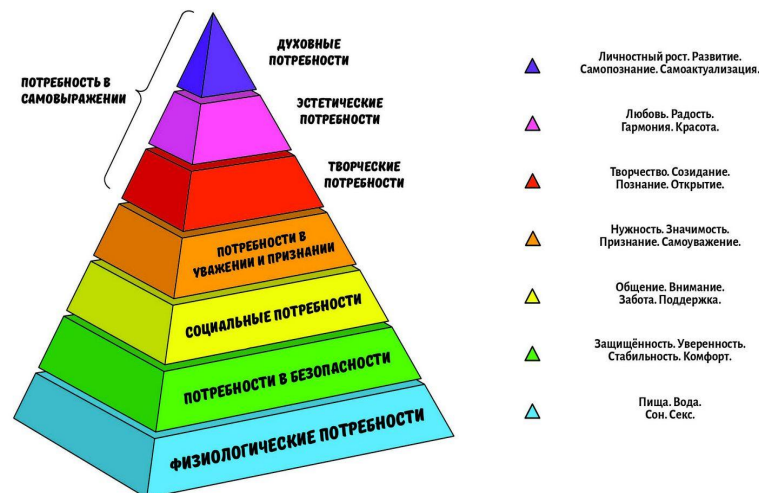 ДУХОВНЫЕ
ПОТРЕБНОСТИ
ПОТРЕБНОСТЬ В
САМОВЫРАЖЕНИИ
ЭСТЕТИЧЕСКИЕ
ПОТРЕБНОСТИ
ТВОРЧЕСКИЕ
ПОТРЕБНОСТИ
ПОТРЕБНОСТИ В
УВАЖЕНИИ И ПРИЗНАНИИ
СОЦИАЛЬНЫЕ ПОТРЕБНОСТИ
ПОТРЕБНОСТИ В БЕЗОПАСНОСТИ
ФИЗИОЛОГИЧЕСКИЕ ПОТРЕБНОСТИ
Личностный рост. Развитие.
Самопознание. Самоактуализация.
Любовь. Радость.
Гармония. Красота.
Творчество. Созидание.
Познание. Открытие.
Нужность. Значимость.
Признание. Самоуважение.
Общение. Внимание.
Забота. Поддержка.
Защищённость. Уверенность.
Стабильность. Комфорт.
Пища. Вода.
Сон. Секс.